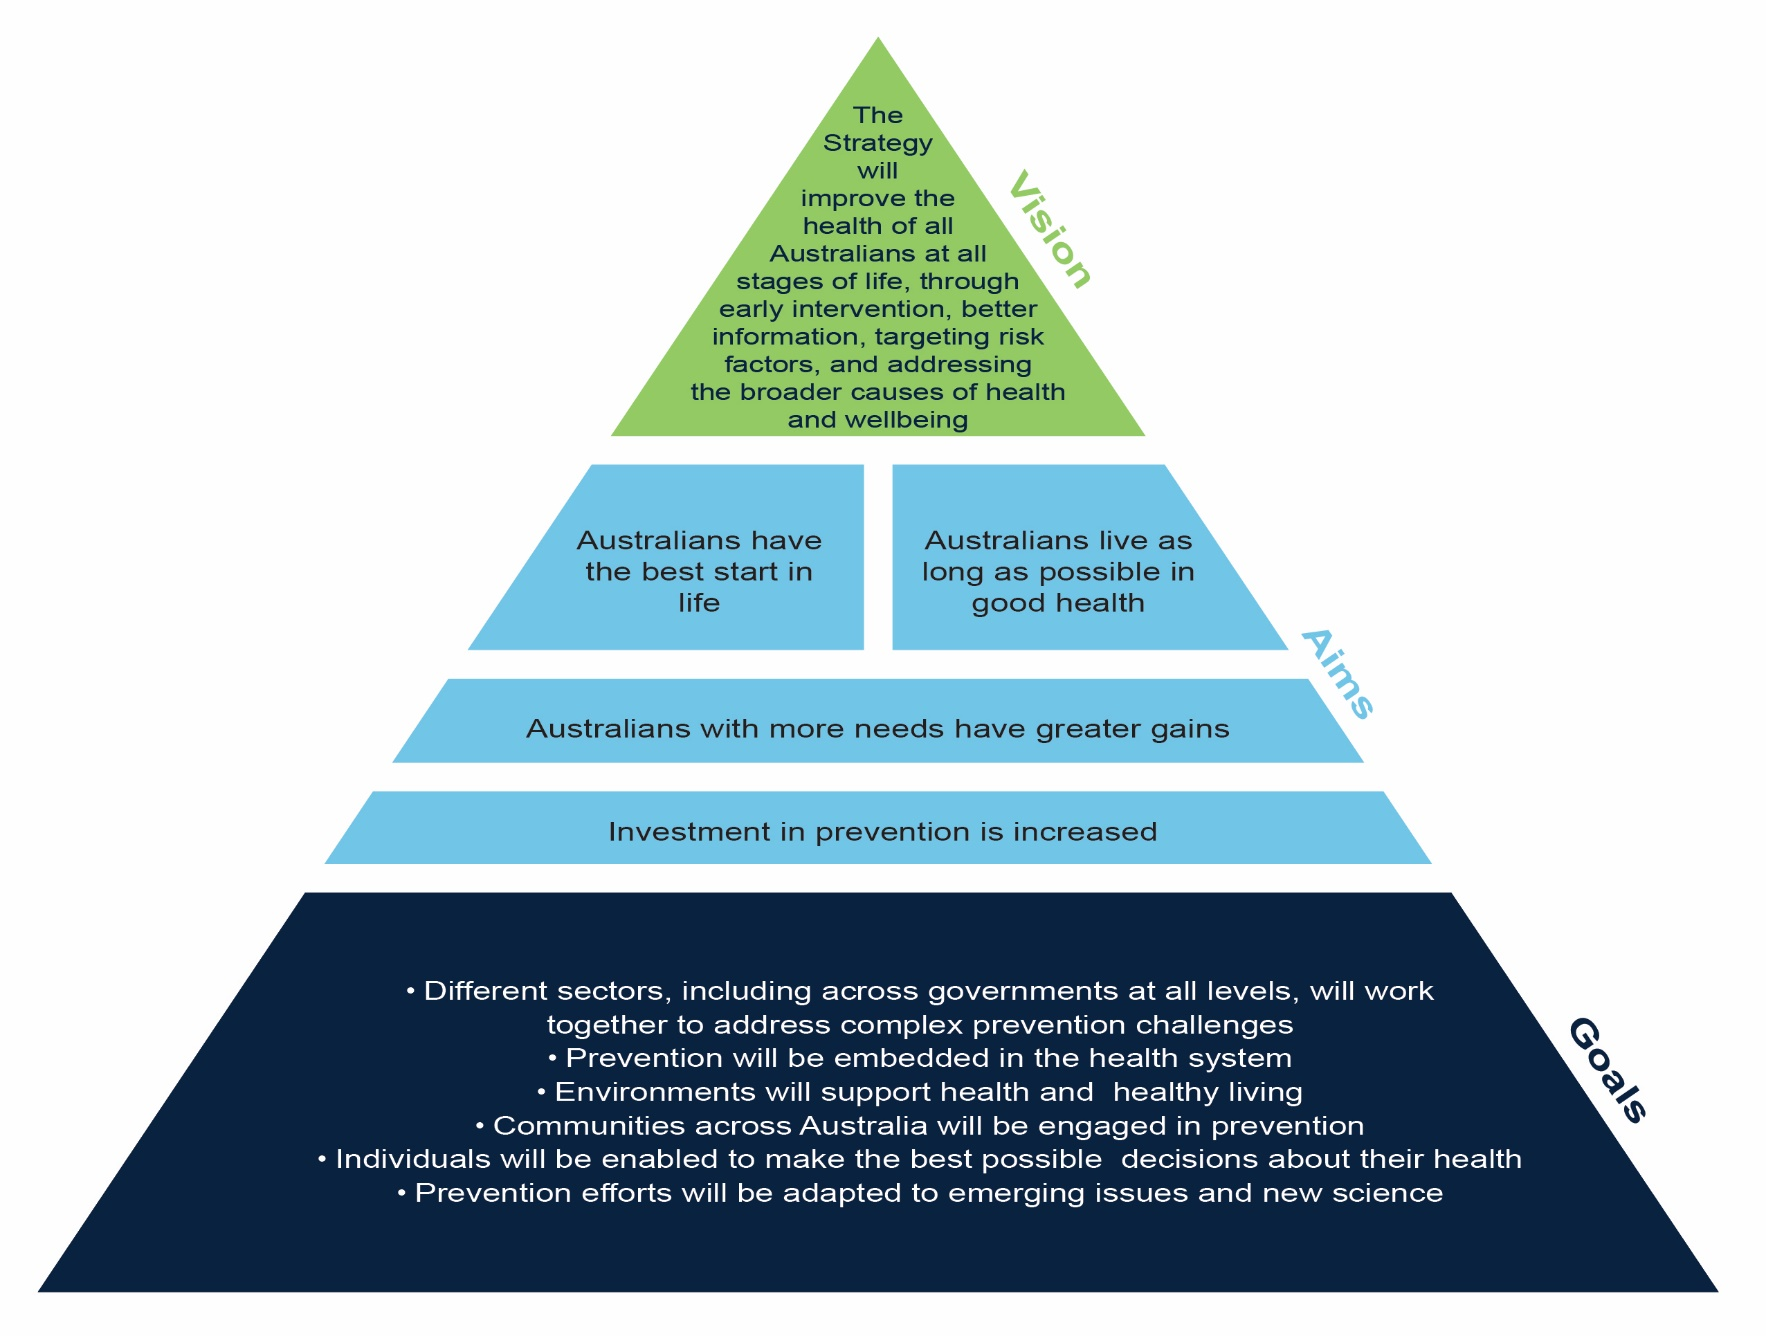 The
Strategy
will
improve the
health of all
Australians at all
stages of life, through
early intervention, better
information, targeting risk
factors, and addressing
the broader causes of health
and wellbeing
Vision
Australians have
the best start in
life
Australians live as
long as possible in
good health
Aims
Australians with more needs have greater gains
Investment in prevention is increased
• Different sectors, including across governments at all levels, will work
together to address complex prevention challenges
• Prevention will be embedded in the health system
• Environments will support health and  healthy living
• Communities across Australia will be engaged in prevention
• Individuals will be enabled to make the best possible  decisions about their health
• Prevention efforts will be adapted to emerging issues and new science
Goals